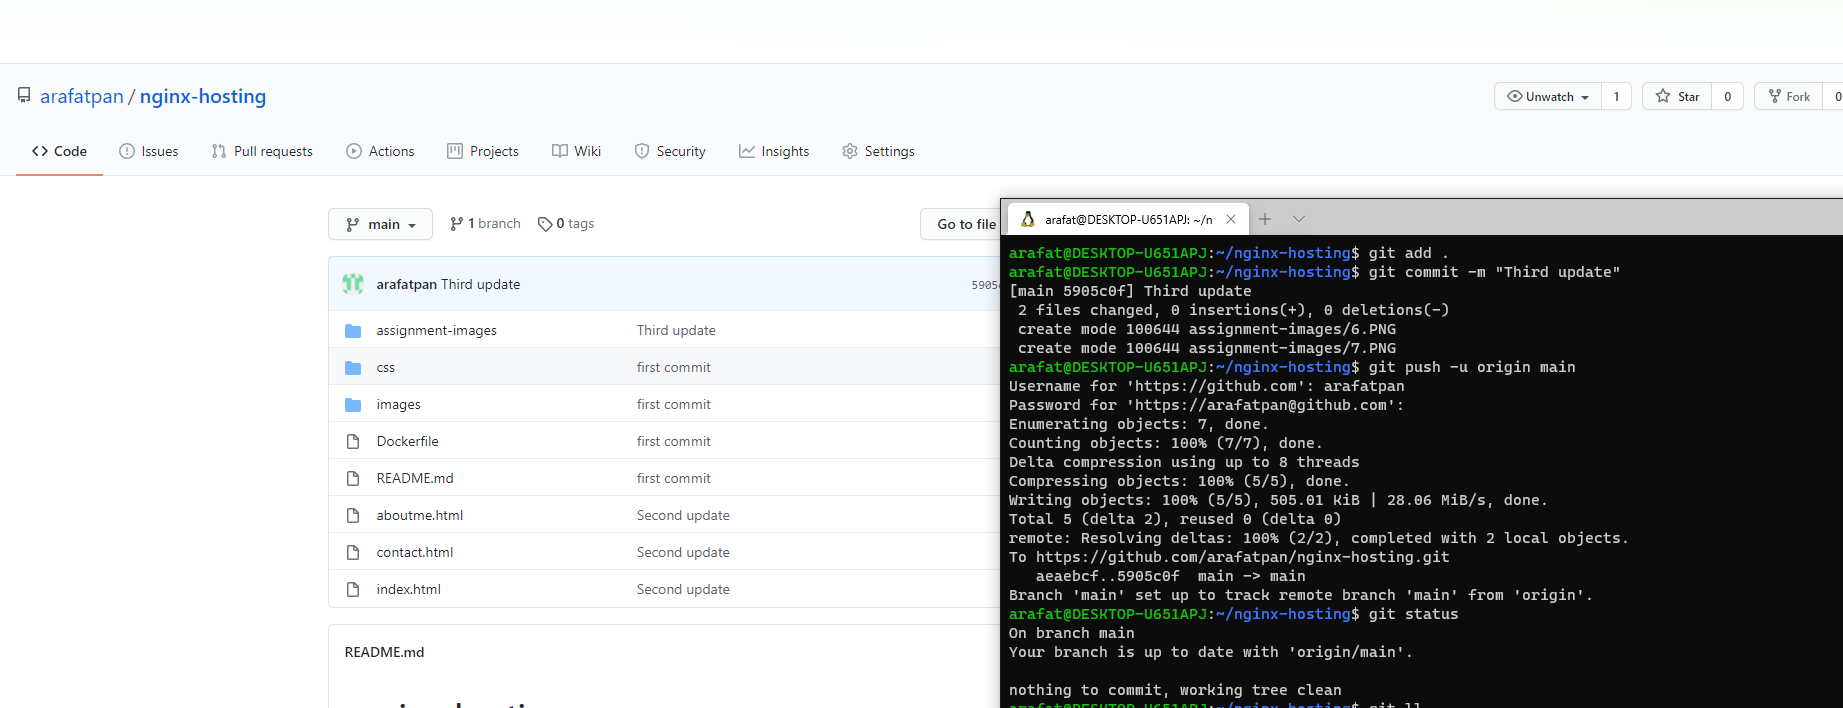 arafatpan / nginx-hosting
Unwatch 1 Star 0 Fork 0
Code Issues Pull requests Actions Projects Wiki Security Insights Settings
main 1 branch 0 tags Go to file
arafatpan Third update 5905c
assignment-images Third update
css first commit
images first commit
Dockerfile first commit
README.md first commit
aboutme.html Second update
contact.html Second update
index.html Second update
README.md
arafat@DESKTOP-U651APJ: ~/n
arafat@DESKTOP-U651APJ:~/nginx-hosting$ git add .
arafat@DESKTOP-U651APJ:~/nginx-hosting$ git commit -m "Third update"
[main 5905c0f] Third update
2 files changed, 0 insertions(+), 0 deletions(-)
create mode 100644 assignment-images/6.PNG
create mode 100644 assignment-images/7.PNG
arafat@DESKTOP-U651APJ:~/nginx-hosting$ git push -u origin main
Username for 'https://github.com': arafatpan
Password for 'https://arafatpan@github.com':
Enumerating objects: 7, done.
Counting objects: 100% (7/7), done.
Delta compression using up to 8 threads
Compressing objects: 100% (5/5), done.
Writing objects: 100% (5/5), 505.01 KiB | 28.06 MiB/s, done.
Total 5 (delta 2), reused 0 (delta 0)
remote: Resolving deltas: 100% (2/2), completed with 2 local objects.
To https://github.com/arafatpan/nginx-hosting.git
aeaebcf..5905c0f main -> main
Branch 'main' set up to track remote branch 'main' from 'origin'.
arafat@DESKTOP-U651APJ:~/nginx-hosting$ git status
On branch main
Your branch is up to date with 'origin/main'.
nothing to commit, working tree clean